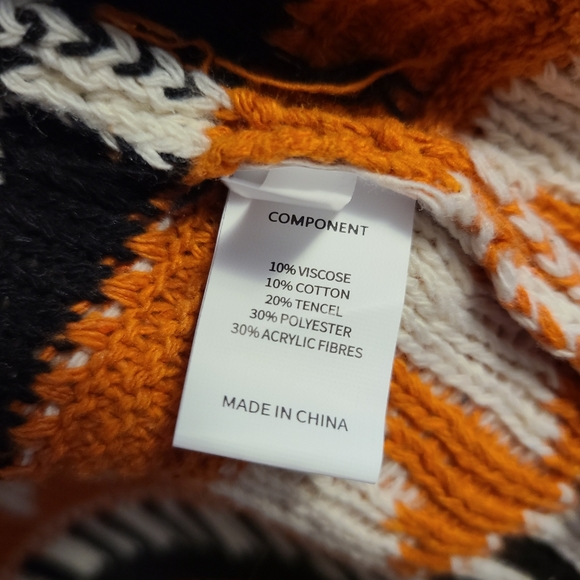 COMPONENT
10% VISCOSE
10% COTTON
20% TENCEL
30% POLYESTER
30% ACRYLIC FIBRES
MADE IN CHINA